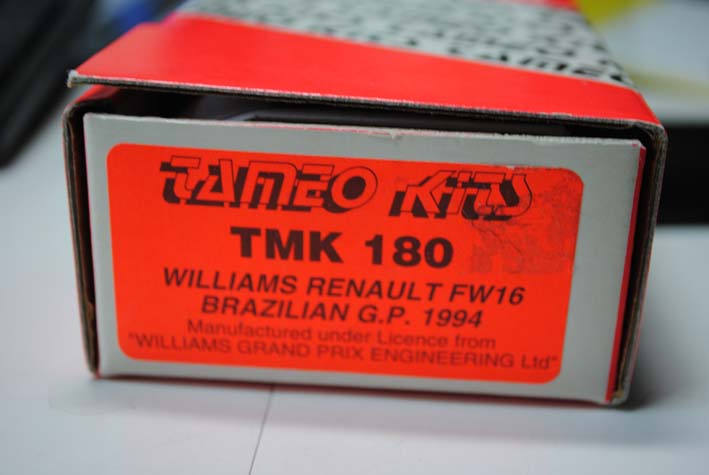 TAMEO KITS
TMK 180
WILLIAMS RENAULT FW16
BRAZILIAN G.P. 1994
Manufactured under Licence from
"WILLIAMS GRAND PRIX ENGINEERING Ltd"